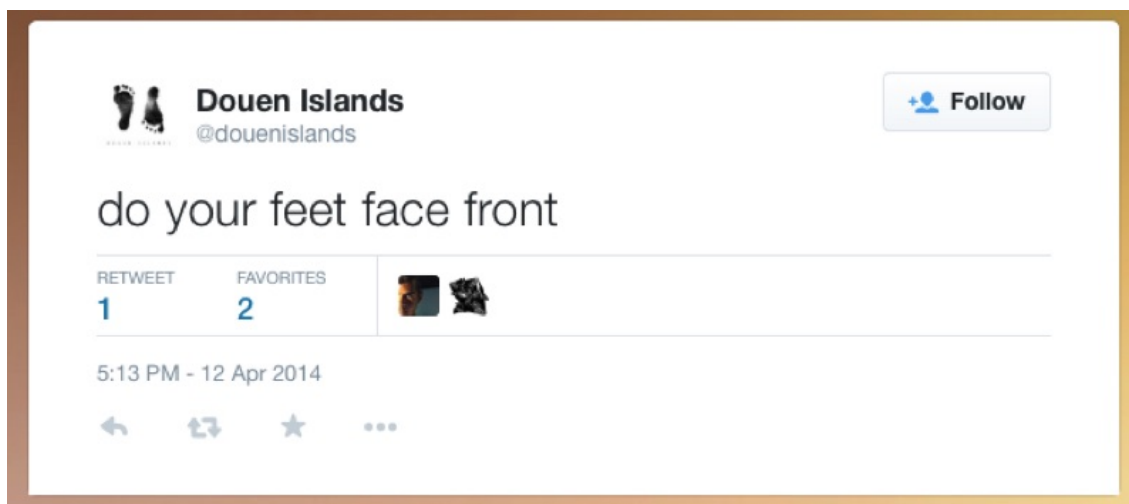 Douen Islands
@douenislands
Follow
do your feet face front
RETWEET
1
FAVORITES
2
5:13 PM - 12 Apr 2014